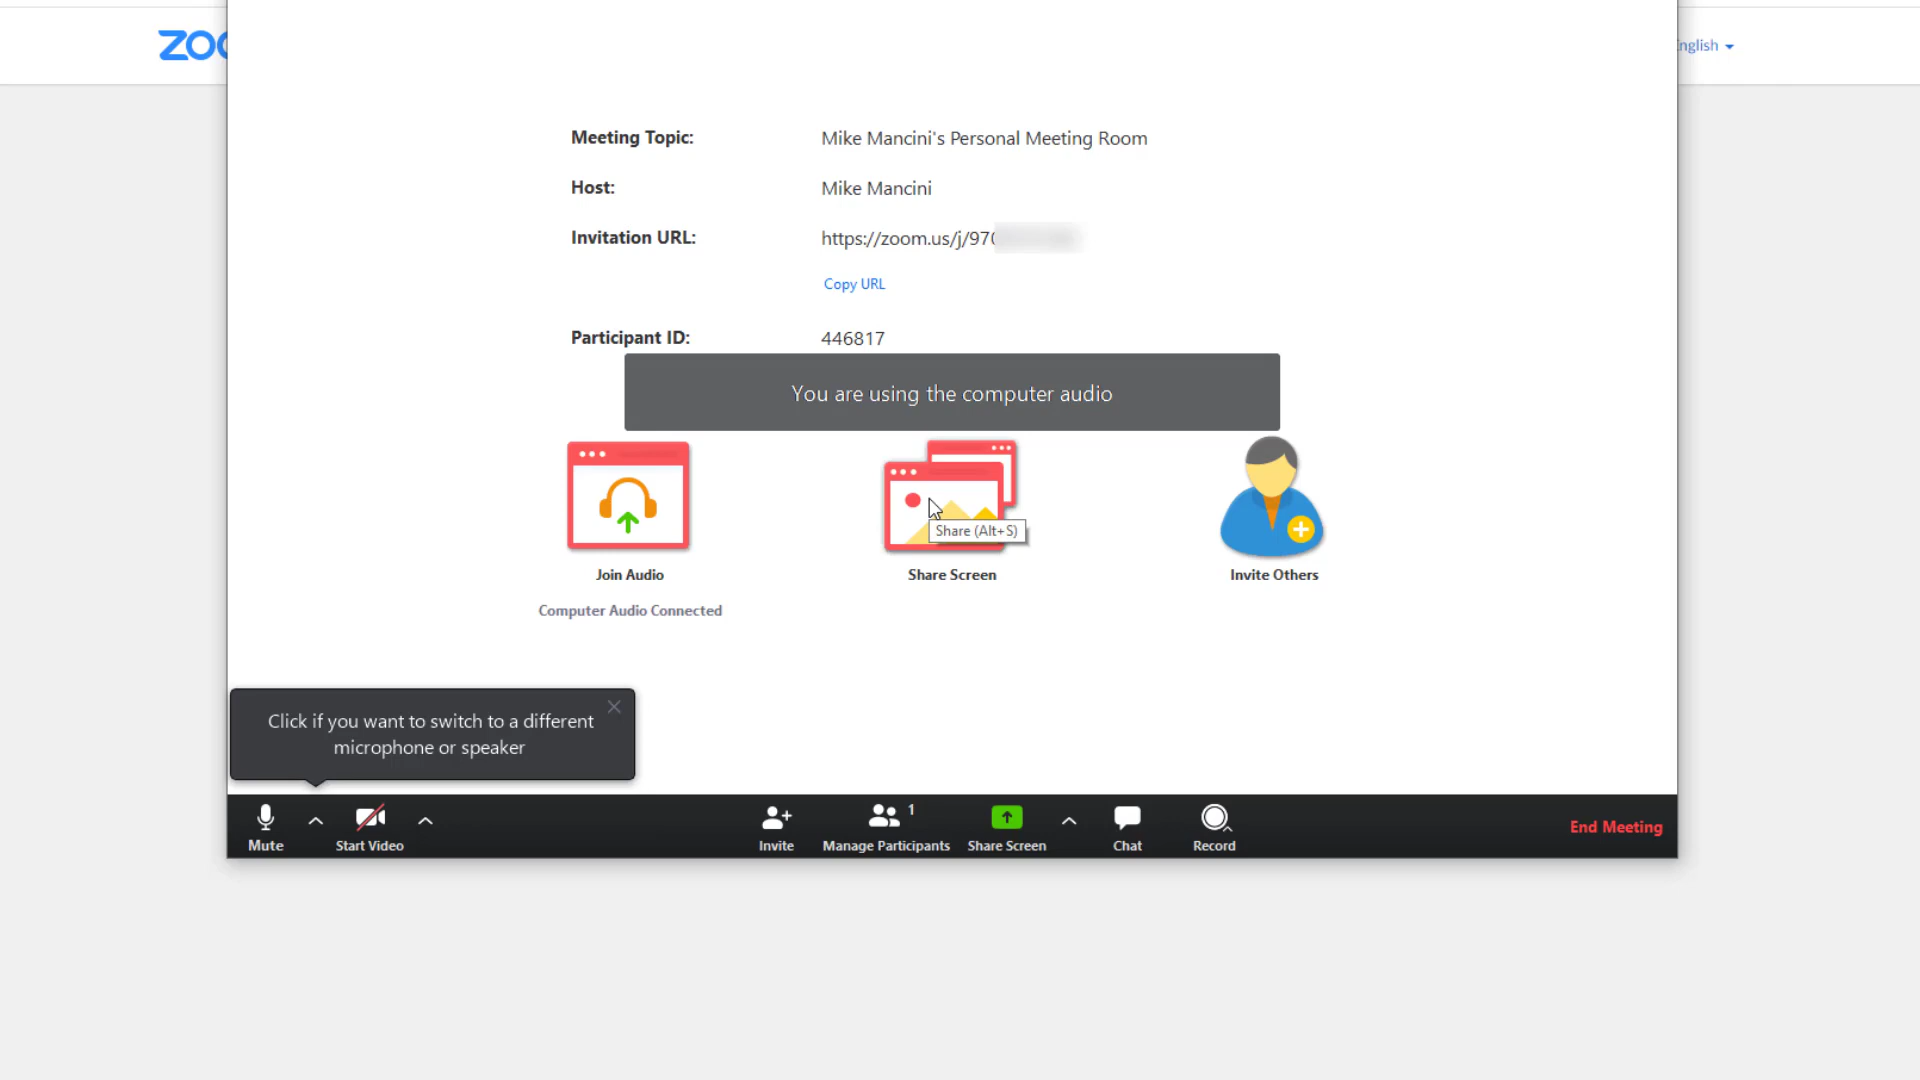 Meeting Topic: Mike Mancini's Personal Meeting Room
Host: Mike Mancini
Invitation URL: https://zoom.us/j/970
Copy URL
Participant ID: 446817
You are using the computer audio
Share (Alt+S)
Join Audio Share Screen Invite Others
Computer Audio Connected
Click if you want to switch to a different
microphone or speaker
1
Mute Start Video Invite Manage Participants Share Screen Chat Record End Meeting